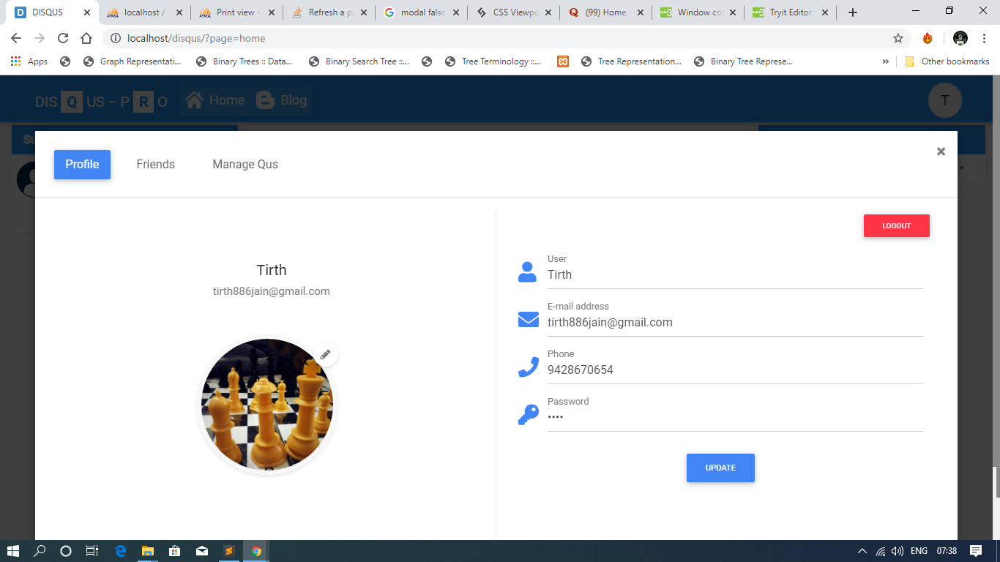 DISQUS
localhost /
Print view -
Refresh a pa
modal false
CSS Viewpo
(99) Home
Window co
Tryit Editor
localhost/disqus/?page=home
Apps
Graph Representati...
Binary Trees :: Data...
Binary Search Tree ::...
Tree Terminology ::...
Tree Representation...
Binary Tree Represe...
»
Other bookmarks
DIS Q US – P R O
Home
Blog
T
Su
Profile
Friends
Manage Qus
×
×
LOGOUT
Tirth
tirth886jain@gmail.com
User
Tirth
E-mail address
tirth886jain@gmail.com
Phone
9428670654
Password
••••
UPDATE
ENG
07:38